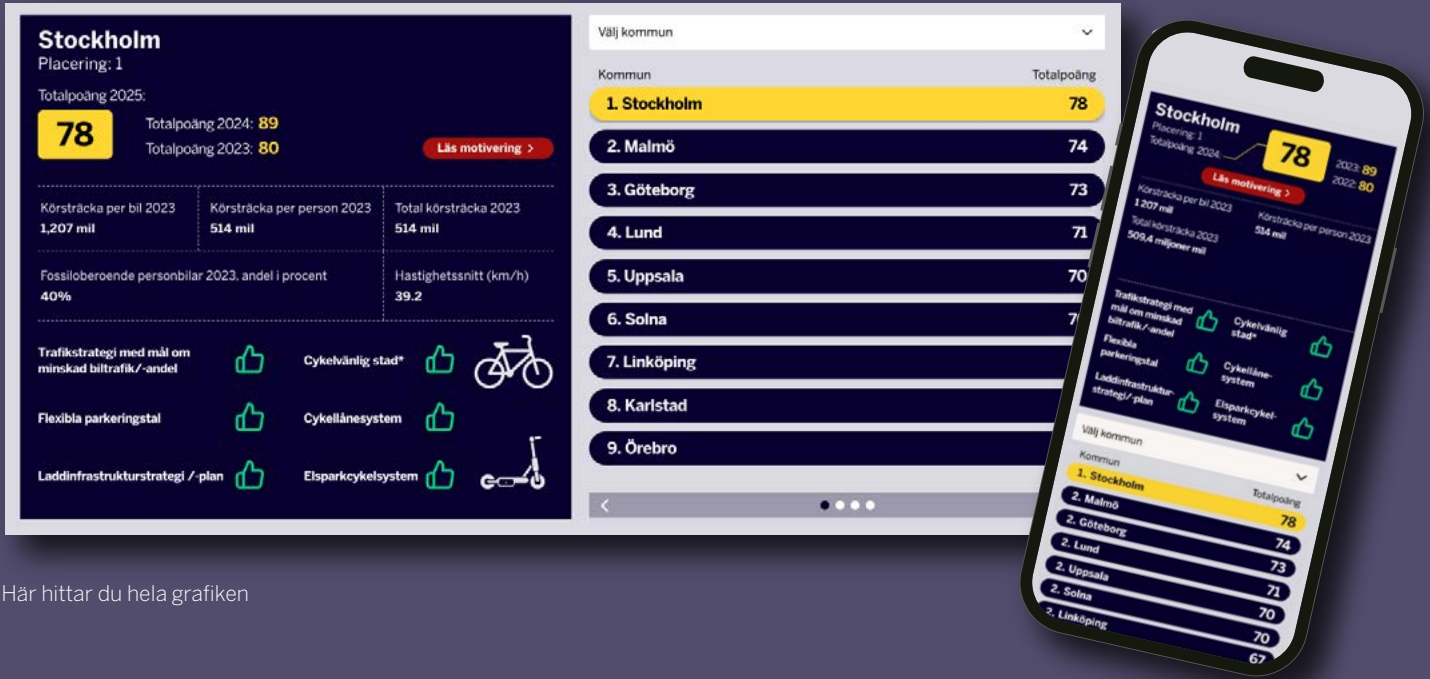 Stockholm
Placering: 1
Totalpoäng 2025:
78
Totalpoäng 2024: 89
Totalpoäng 2023: 80
Läs motivering >
Körsträcka per bil 2023
1,207 mil
Körsträcka per person 2023
514 mil
Total körsträcka 2023
514 mil
Fossiloberoende personbilar 2023, andel i procent
40%
Hastighetssnitt (km/h)
39.2
Trafikstrategi med mål om
minskad biltrafik/-andel
Cykelvänlig stad*
Flexibla parkeringstal
Cykellånesystem
Laddinfrastrukturstrategi /-plan
Elsparkcykelsystem
Välj kommun
Kommun Totalpoäng
1. Stockholm 78
2. Malmö 74
3. Göteborg 73
4. Lund 71
5. Uppsala 70
6. Solna 7
7. Linköping
8. Karlstad
9. Örebro
Stockholm
Placering: 1
Totalpoäng 2024:
78
2023: 89
2022: 80
Läs motivering >
Körsträcka per bil 2023
1 207 mil
Körsträcka per person 2023
514 mil
Total körsträcka 2023
509,4 miljoner mil
Trafikstrategi med
mål om minskad
biltrafik/-andel
Cykelvänlig
stad*
Flexibla
parkeringstal
Cykellåne-
system
Laddinfrastruktur-
strategi/-plan
Elsparkcykel-
system
Välj kommun
Kommun Totalpoäng
1. Stockholm 78
2. Malmö 74
2. Göteborg 73
2. Lund 71
2. Uppsala 70
2. Solna 70
2. Linköping 67
Här hittar du hela grafiken